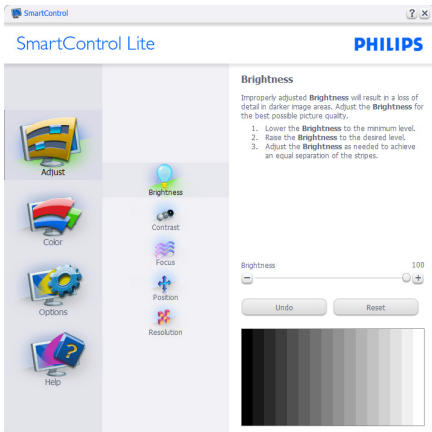 SmartControl
? ×
SmartControl Lite
PHILIPS
Adjust
Color
Options
Help
Brightness
Contrast
Focus
Position
Resolution
Brightness
Improperly adjusted Brightness will result in a loss of
detail in darker image areas. Adjust the Brightness for
the best possible picture quality.
1. Lower the Brightness to the minimum level.
2. Raise the Brightness to the desired level.
3. Adjust the Brightness as needed to achieve
an equal separation of the stripes.
Brightness 100
Undo Reset